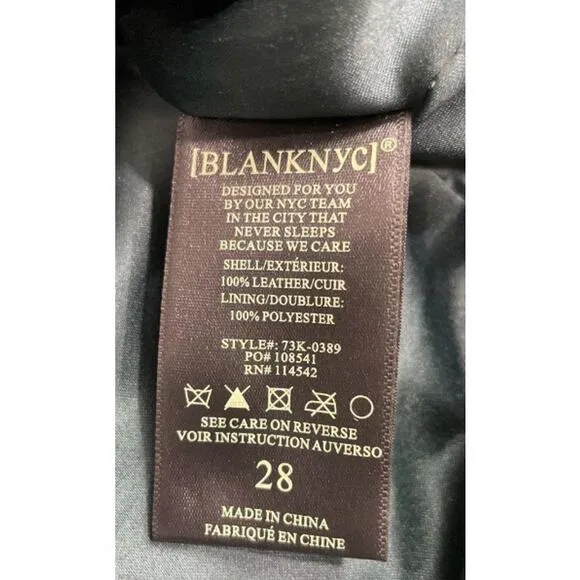 [BLANKNYC]®
DESIGNED FOR YOU
BY OUR NYC TEAM
IN THE CITY THAT
NEVER SLEEPS
BECAUSE WE CARE
SHELL/EXTÉRIEUR:
100% LEATHER/CUIR
LINING/DOUBLURE:
100% POLYESTER
STYLE#: 73K-0389
PO# 108541
RN# 114542
SEE CARE ON REVERSE
VOIR INSTRUCTION AUVERSO
28
MADE IN CHINA
FABRIQUÉ EN CHINE